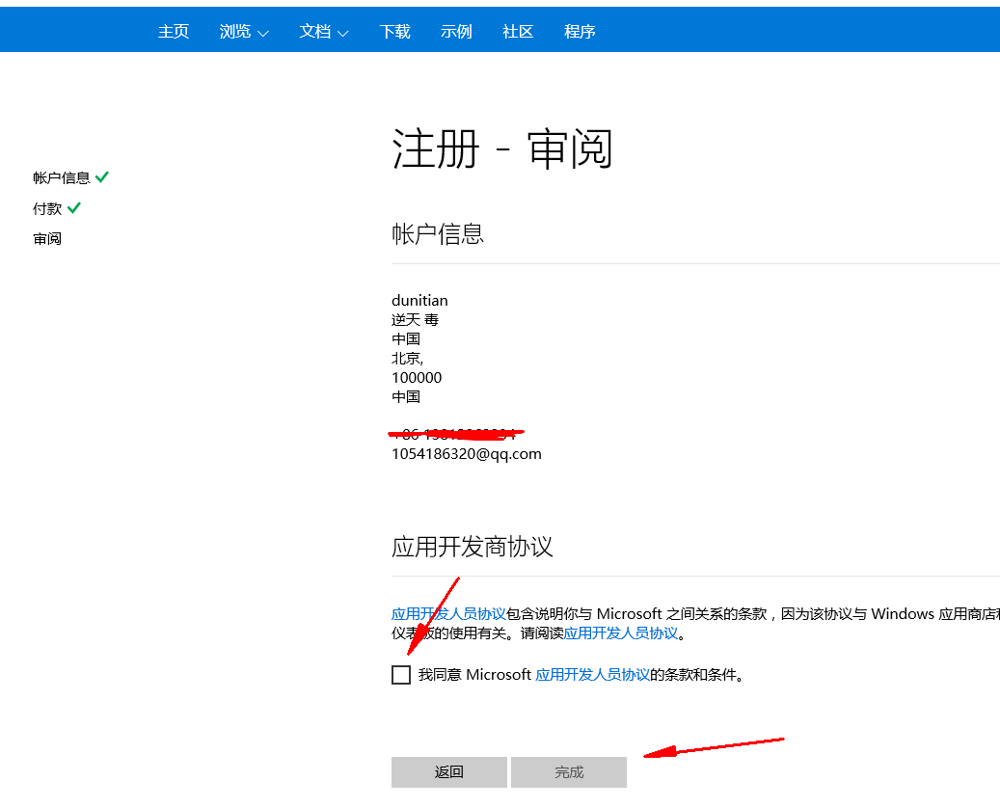 主页 浏览 文档 下载 示例 社区 程序
注册 - 审阅
帐户信息
付款
审阅
帐户信息
dunitian
逆天 毒
中国
北京,
100000
中国
1054186320@qq.com
应用开发商协议
应用开发人员协议包含说明你与 Microsoft 之间关系的条款，因为该协议与 Windows 应用商店和
仪表板的使用有关。请阅读应用开发人员协议。
我同意 Microsoft 应用开发人员协议的条款和条件。
返回 完成